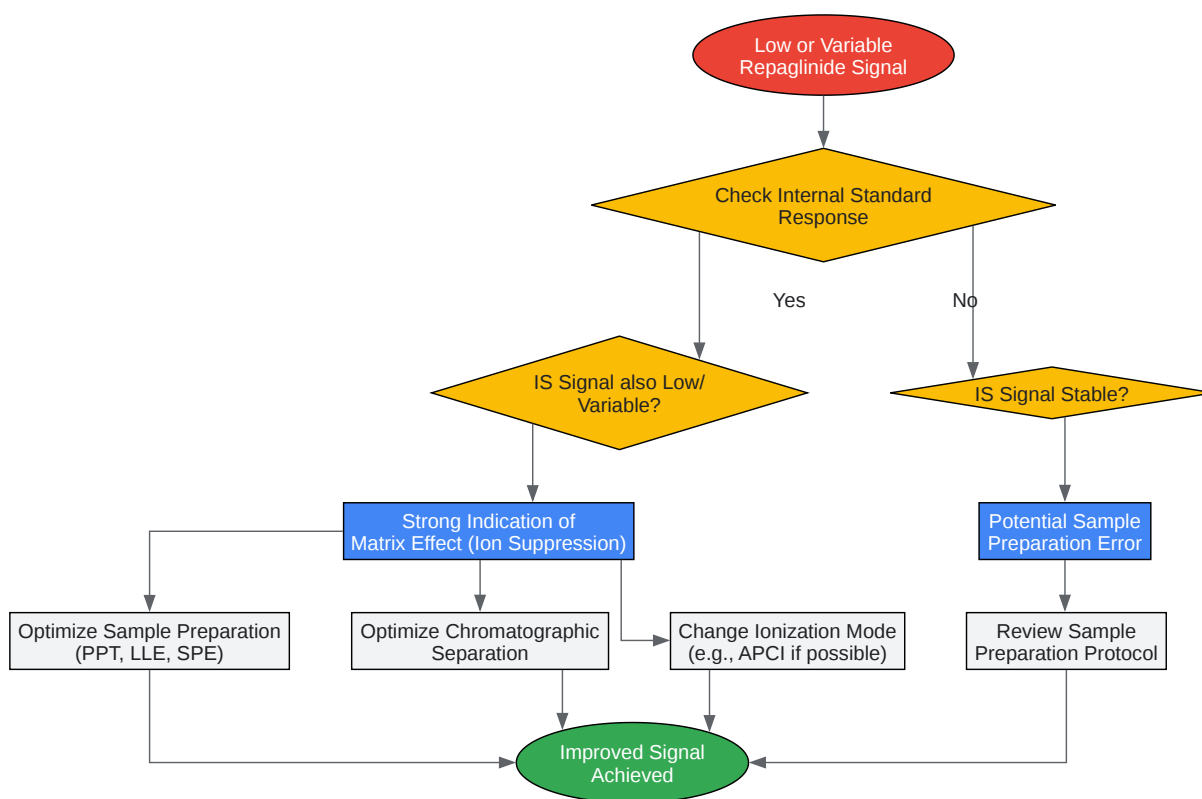 Low or Variable
Repaglinide Signal
Check Internal Standard
Response
Yes
No
IS Signal also Low/
Variable?
IS Signal Stable?
Strong Indication of
Matrix Effect (Ion Suppression)
Potential Sample
Preparation Error
Optimize Sample Preparation
(PPT, LLE, SPE)
Optimize Chromatographic
Separation
Change Ionization Mode
(e.g., APCI if possible)
Review Sample
Preparation Protocol
Improved Signal
Achieved